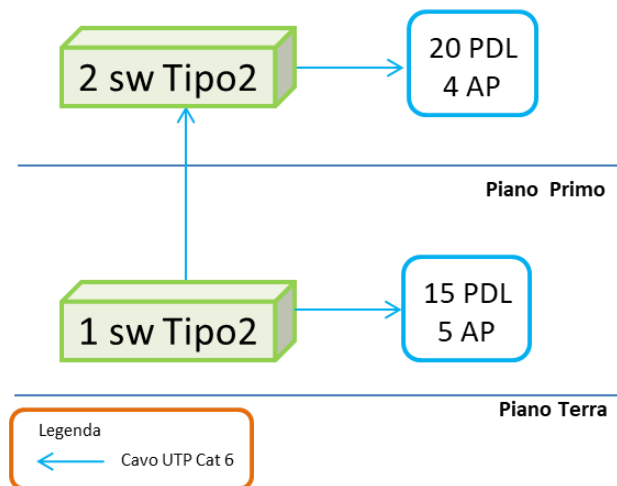 2 sw Tipo2
20 PDL
4 AP
Piano Primo
1 sw Tipo2
15 PDL
5 AP
Piano Terra
Legenda
Cavo UTP Cat 6